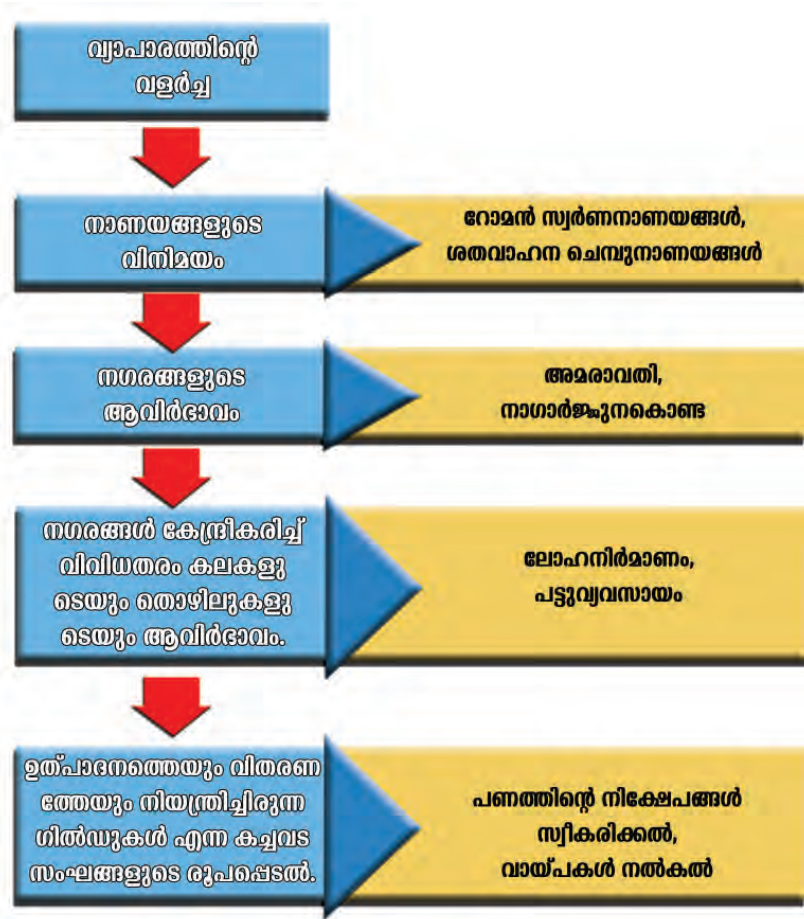 വ്യാപാരത്തിന്റെ
വളർച്ച
നാണയങ്ങളുടെ
വിനിമയം
റോമൻ സ്വർണനാണയങ്ങൾ,
ശതവാഹന ചെമ്പുനാണയങ്ങൾ
നഗരങ്ങളുടെ
ആവിർഭാവം
അമരാവതി,
നാഗാർജ്ജുനകൊണ്ട
നഗരങ്ങൾ കേന്ദ്രീകരിച്ച്
വിവിധതരം കലകളു
ടെയും തൊഴിലുകളു
ടെയും ആവിർഭാവം.
ലോഹനിർമാണം,
പട്ടുവ്യവസായം
ഉത്പാദനത്തെയും വിതരണ
ത്തേയും നിയന്ത്രിച്ചിരുന്ന
ഗിൽഡുകൾ എന്ന കച്ചവട
സംഘങ്ങളുടെ രൂപപ്പെടൽ.
പണത്തിന്റെ നിക്ഷേപങ്ങൾ
സ്വീകരിക്കൽ,
വായ്പകൾ നൽകൽ